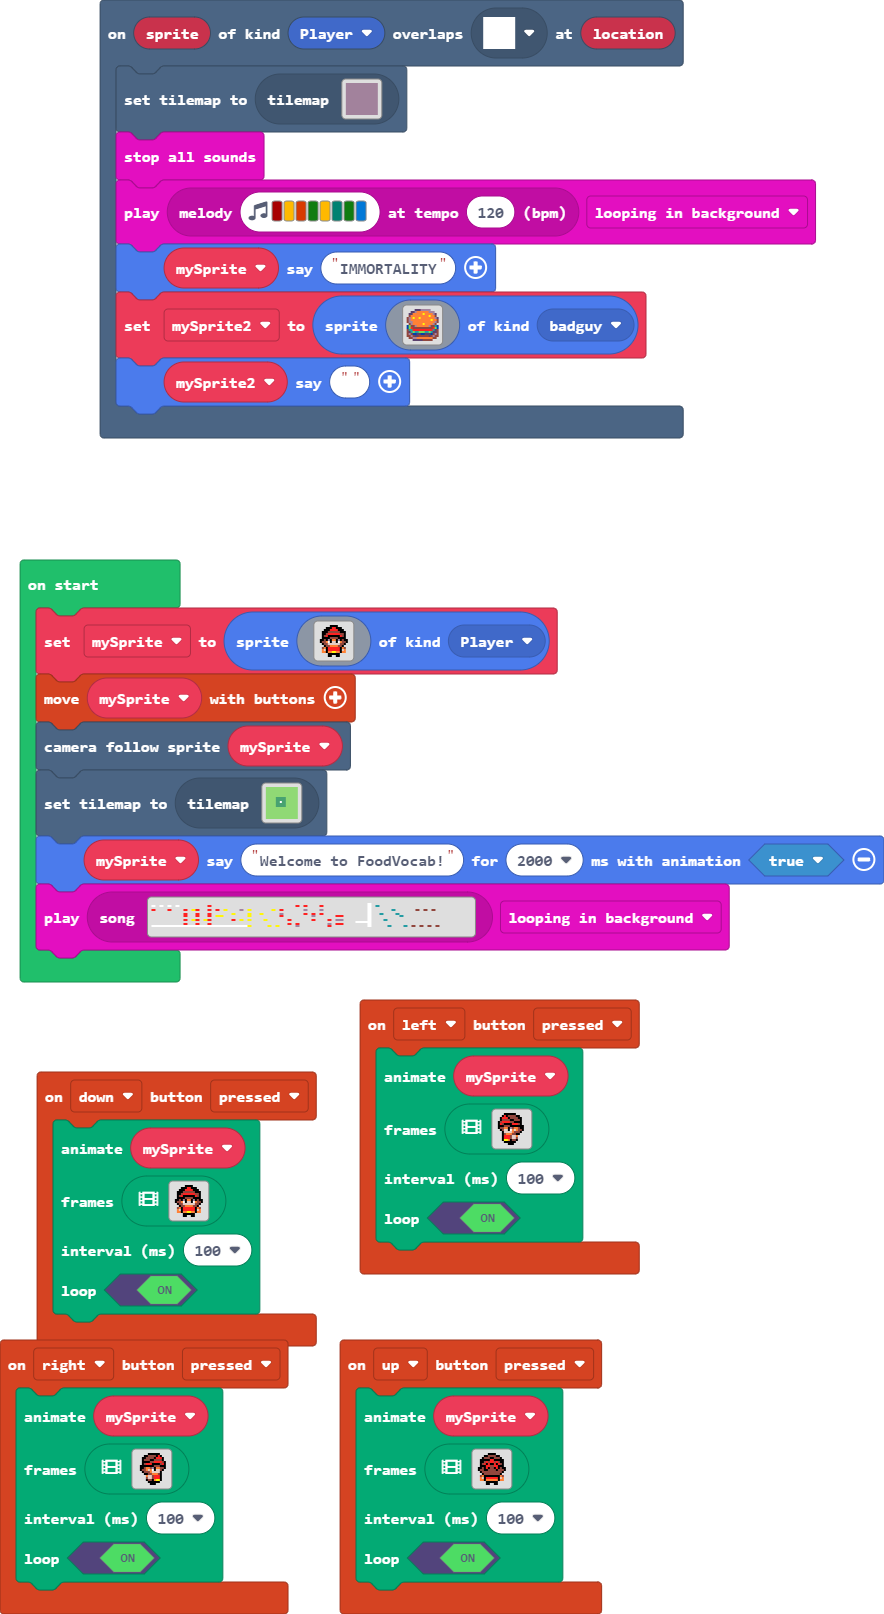 on sprite of kind Player overlaps at location
set tilemap to tilemap
stop all sounds
play melody at tempo 120 (bpm) looping in background
mySprite say "IMMORTALITY"
set mySprite2 to sprite of kind badguy
mySprite2 say " "
on start
set mySprite to sprite of kind Player
move mySprite with buttons
camera follow sprite mySprite
set tilemap to tilemap
mySprite say "Welcome to FoodVocab!" for 2000 ms with animation true
play song looping in background
on left button pressed
animate mySprite
frames
interval (ms) 100
loop ON
on down button pressed
animate mySprite
frames
interval (ms) 100
loop ON
on right button pressed
animate mySprite
frames
interval (ms) 100
loop ON
on up button pressed
animate mySprite
frames
interval (ms) 100
loop ON